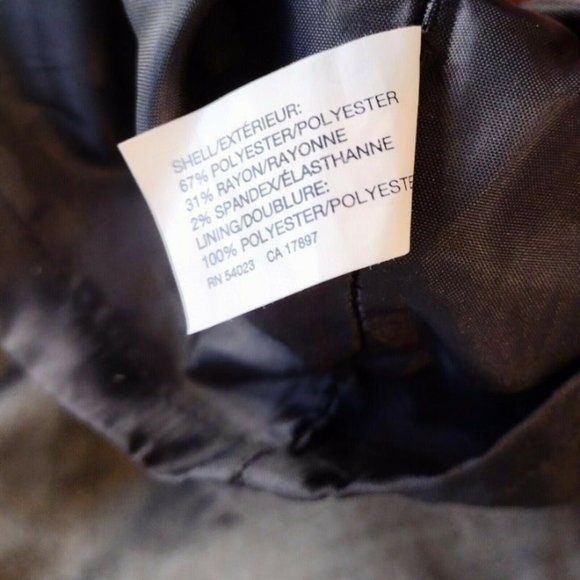 SHELL/EXTÉRIEUR:
67% POLYESTER/POLYESTER
31% RAYON/RAYONNE
2% SPANDEX/ÉLASTHANNE
LINING/DOUBLURE:
100% POLYESTER/POLYESTE
RN 54023 CA 17897